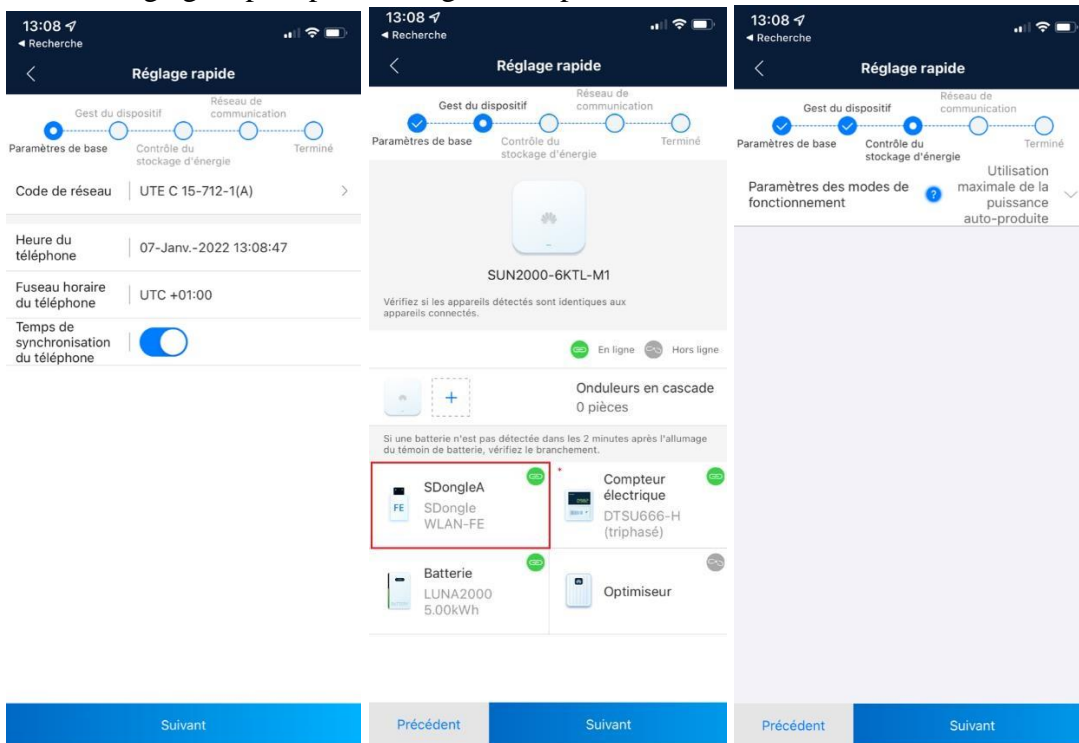 13:08
◀ Recherche
Réglage rapide
Gest du dispositif
Réseau de
communication
Paramètres de base
Contrôle du
stockage d'énergie
Terminé
Code de réseau
UTE C 15-712-1(A)
Heure du
téléphone
07-Janv.-2022 13:08:47
Fuseau horaire
du téléphone
UTC +01:00
Temps de
synchronisation
du téléphone
Suivant
13:08
◀ Recherche
Réglage rapide
Gest du dispositif
Réseau de
communication
Paramètres de base
Contrôle du
stockage d'énergie
Terminé
SUN2000-6KTL-M1
Vérifiez si les appareils détectés sont identiques aux
appareils connectés.
En ligne
Hors ligne
+
Onduleurs en cascade
0 pièces
Si une batterie n'est pas détectée dans les 2 minutes après l'allumage
du témoin de batterie, vérifiez le branchement.
FE
SDongleA
SDongle
WLAN-FE
*
Compteur
électrique
DTSU666-H
(triphasé)
Batterie
LUNA2000
5.00kWh
Optimiseur
Précédent
Suivant
13:08
◀ Recherche
Réglage rapide
Gest du dispositif
Réseau de
communication
Paramètres de base
Contrôle du
stockage d'énergie
Terminé
Paramètres des modes de
fonctionnement
?
Utilisation
maximale de la
puissance
auto-produite
Précédent
Suivant